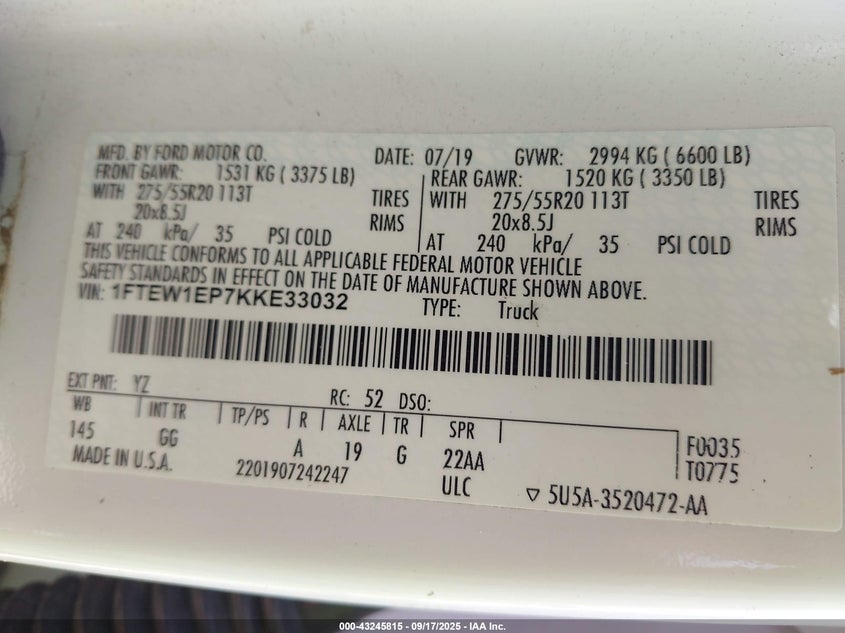 MFD. BY FORD MOTOR CO. DATE: 07/19 GVWR: 2994 KG ( 6600 LB)
FRONT GAWR: 1531 KG ( 3375 LB) REAR GAWR: 1520 KG ( 3350 LB)
WITH 275/55R20 113T TIRES WITH 275/55R20 113T TIRES
20x8.5J RIMS 20x8.5J RIMS
AT 240 kPa/ 35 PSI COLD AT 240 kPa/ 35 PSI COLD
THIS VEHICLE CONFORMS TO ALL APPLICABLE FEDERAL MOTOR VEHICLE
SAFETY STANDARDS IN EFFECT ON THE DATE OF MANUFACTURE SHOWN ABOVE.
VIN: 1FTEW1EP7KKE33032 TYPE: Truck
EXT PNT: YZ RC: 52 DSO:
WB INT TR TP/PS R AXLE TR SPR
145 GG A 19 G 22AA F0035
MADE IN U.S.A. 2201907242247 ULC T0775
5U5A-3520472-AA
000-43245815 - 09/17/2025 - IAA Inc.